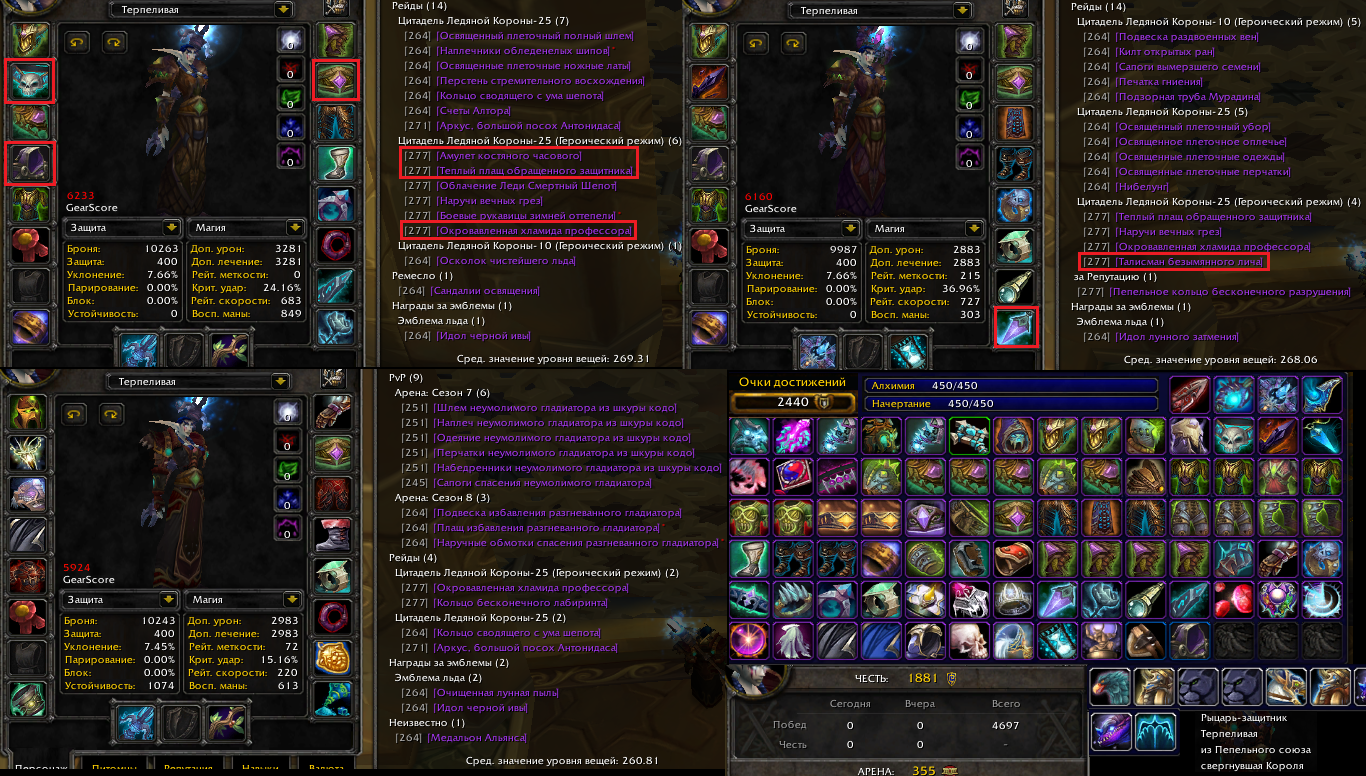 Терпеливая
0
0
0
0
0
6233
GearScore
Защита
Магия
Броня: 10263
Защита: 400
Уклонение: 7.66%
Парирование: 0.00%
Блок: 0.00%
Устойчивость: 0
Доп. урон: 3281
Доп. лечение: 3281
Рейт. меткости: 0
Крит. удар: 24.16%
Рейт. скорости: 683
Восп. маны: 849
Рейды (14)
Цитадель Ледяной Короны-25 (7)
[264] [Освященный плеточный полный шлем]
[264] [Наплечники обледенелых шипов]
[264] [Освященные плеточные ножные латы]
[264] [Перстень стремительного восхождения]
[264] [Кольцо сводящего с ума шепота]
[264] [Счеты Алтора]
[271] [Аркус, большой посох Антонидаса]
Цитадель Ледяной Короны-25 (Героический режим) (6)
[277] [Амулет костяного часового]
[277] [Теплый плащ обращенного защитника]
[277] [Облачение Леди Смертный Шепот]
[277] [Наручи вечных грез]
[277] [Боевые рукавицы зимней оттепели]
[277] [Окровавленная хламида профессора]
Цитадель Ледяной Короны-10 (Героический режим) (1)
[264] [Осколок чистейшего льда]
Ремесло (1)
[264] [Сандалии освящения]
Награды за эмблемы (1)
Эмблема льда (1)
[264] [Идол черной ивы]
Сред. значение уровня вещей: 269.31
Терпеливая
0
0
0
0
0
6160
GearScore
Защита
Магия
Броня: 9987
Защита: 400
Уклонение: 7.66%
Парирование: 0.00%
Блок: 0.00%
Устойчивость: 0
Доп. урон: 2883
Доп. лечение: 2883
Рейт. меткости: 215
Крит. удар: 36.96%
Рейт. скорости: 727
Восп. маны: 303
Рейды (14)
Цитадель Ледяной Короны-10 (Героический режим) (5)
[264] [Подвеска раздвоенных вен]
[264] [Килт открытых ран]
[264] [Сапоги вымерзшего семени]
[264] [Печатка гниения]
[264] [Подзорная труба Мурадина]
Цитадель Ледяной Короны-25 (5)
[264] [Освященный плеточный убор]
[264] [Освященное плеточное оплечье]
[264] [Освященные плеточные одежды]
[264] [Освященные плеточные перчатки]
[264] [Нибелунг]
Цитадель Ледяной Короны-25 (Героический режим) (4)
[277] [Теплый плащ обращенного защитника]
[277] [Наручи вечных грез]
[277] [Окровавленная хламида профессора]
[277] [Талисман безымянного лича]
за Репутацию (1)
[277] [Пепельное кольцо бесконечного разрушения]
Награды за эмблемы (1)
Эмблема льда (1)
[264] [Идол лунного затмения]
Сред. значение уровня вещей: 268.06
Терпеливая
0
0
0
0
0
5924
GearScore
Защита
Магия
Броня: 10243
Защита: 400
Уклонение: 7.45%
Парирование: 0.00%
Блок: 0.00%
Устойчивость: 1074
Доп. урон: 2983
Доп. лечение: 2983
Рейт. меткости: 72
Крит. удар: 15.16%
Рейт. скорости: 220
Восп. маны: 613
Персонаж
Питомцы
Репутация
Навыки
Валюта
PvP (9)
Арена: Сезон 7 (6)
[251] [Шлем неумолимого гладиатора из шкуры кодо]
[251] [Наплеч неумолимого гладиатора из шкуры кодо]
[251] [Одеяние неумолимого гладиатора из шкуры кодо]
[251] [Перчатки неумолимого гладиатора из шкуры кодо]
[251] [Набедренники неумолимого гладиатора из шкуры кодо]
[245] [Сапоги спасения неумолимого гладиатора]
Арена: Сезон 8 (3)
[264] [Подвеска избавления разгневанного гладиатора]
[264] [Плащ избавления разгневанного гладиатора]
[264] [Наручные обмотки спасения разгневанного гладиатора]
Рейды (4)
Цитадель Ледяной Короны-25 (Героический режим) (2)
[277] [Окровавленная хламида профессора]
[277] [Кольцо бесконечного лабиринта]
Цитадель Ледяной Короны-25 (2)
[264] [Кольцо сводящего с ума шепота]
[271] [Аркус, большой посох Антонидаса]
Награды за эмблемы (2)
Эмблема льда (2)
[264] [Очищенная лунная пыль]
[264] [Идол черной ивы]
Неизвестно (1)
[264] [Медальон Альянса]
Сред. значение уровня вещей: 260.81
Очки достижений
2440
Алхимия 450/450
Начертание 450/450
ЧЕСТЬ: 1881
Сегодня Вчера Всего
Побед 0 0 4697
Честь 0 0 -
АРЕНА: 355
Рыцарь-защитник
Терпеливая
из Пепельного союза
свергнувшая Короля